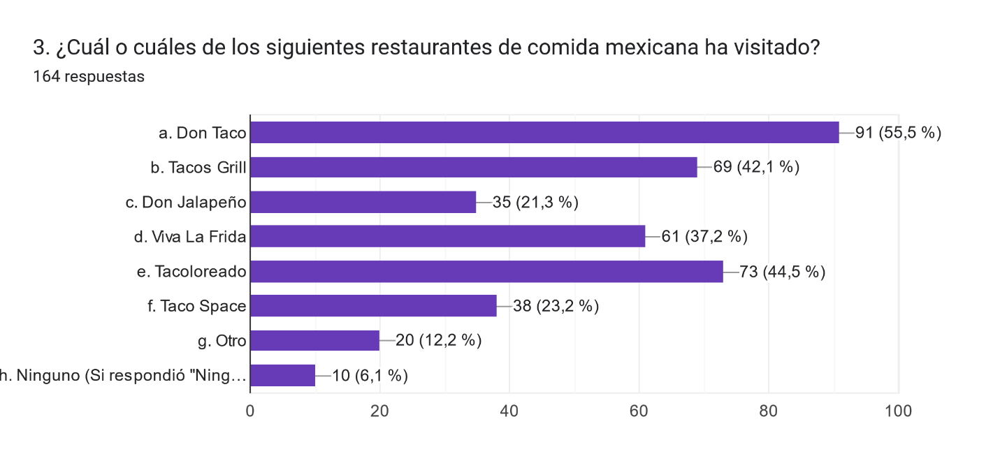 3. ¿Cuál o cuáles de los siguientes restaurantes de comida mexicana ha visitado?
164 respuestas
a. Don Taco 91 (55,5 %)
b. Tacos Grill 69 (42,1 %)
c. Don Jalapeño 35 (21,3 %)
d. Viva La Frida 61 (37,2 %)
e. Tacoloreado 73 (44,5 %)
f. Taco Space 38 (23,2 %)
g. Otro 20 (12,2 %)
h. Ninguno (Si respondió "Ning… 10 (6,1 %)
0 20 40 60 80 100